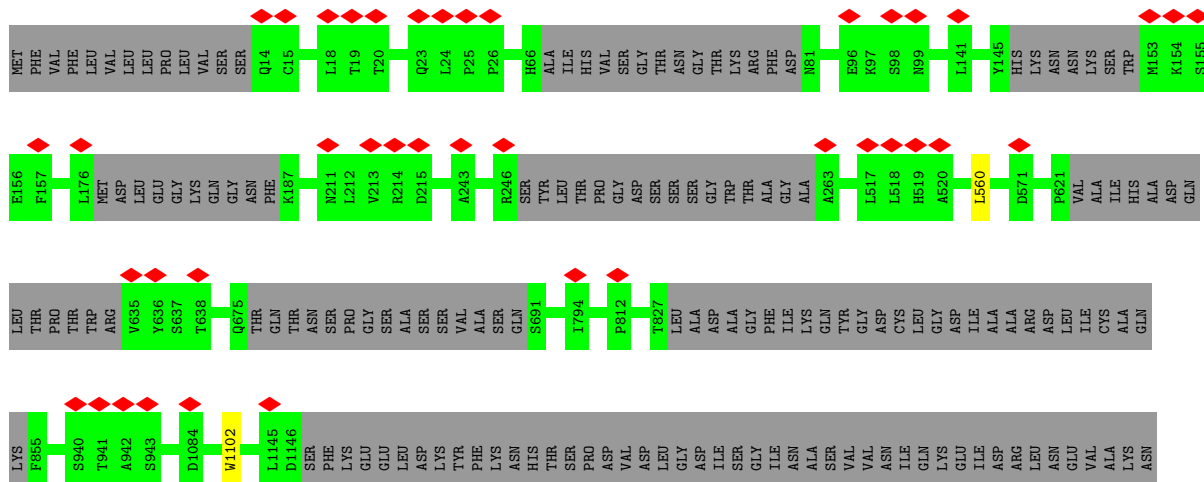 MET PHE VAL PHE LEU VAL LEU LEU PRO LEU VAL SER SER Q14 C15 L18 T19 T20 Q23 L24 P25 P26 H66 ALA ILE HIS VAL SER GLY THR ASN GLY THR LYS ARG PHE ASP N81 E96 K97 S98 N99 L141 Y145 HIS LYS ASN ASN LYS SER TRP M153 K154 S155
E156 F157 L176 MET ASP LEU GLU GLY LYS GLN GLY ASN PHE K187 N211 L212 V213 R214 D215 A243 R246 SER TYR LEU THR PRO GLY ASP SER SER SER GLY TRP THR ALA GLY ALA A263 L517 L518 H519 A520 L560 D571 P621 VAL ALA ILE HIS ALA ASP GLN
LEU THR PRO THR TRP ARG V635 Y636 S637 T638 Q675 THR GLN THR ASN SER PRO GLY SER ALA SER SER VAL ALA SER GLN S691 I794 P812 T827 LEU ALA ASP ALA GLY PHE ILE LYS GLN TYR GLY ASP CYS LEU GLY ASP ILE ALA ALA ARG ASP LEU ILE CYS ALA GLN
LYS F855 S940 T941 A942 S943 D1084 W1102 L1145 D1146 SER PHE LYS GLU GLU LEU ASP LYS TYR PHE LYS ASN HIS THR SER PRO ASP VAL ASP LEU GLY ASP ILE SER GLY ILE ASN ALA SER VAL VAL ASN ILE GLN LYS GLU ILE ASP ARG LEU ASN GLU VAL ALA LYS ASN